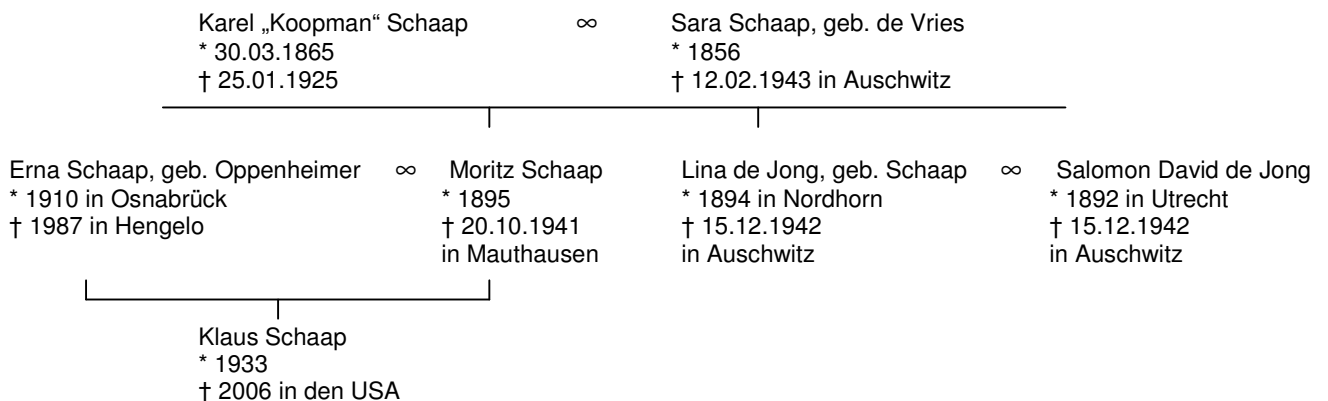 Karel „Koopman“ Schaap ∞ Sara Schaap, geb. de Vries
* 30.03.1865 * 1856
† 25.01.1925 † 12.02.1943 in Auschwitz
Erna Schaap, geb. Oppenheimer ∞ Moritz Schaap Lina de Jong, geb. Schaap ∞ Salomon David de Jong
* 1910 in Osnabrück * 1895 * 1894 in Nordhorn * 1892 in Utrecht
† 1987 in Hengelo † 20.10.1941 † 15.12.1942 † 15.12.1942
in Mauthausen in Auschwitz in Auschwitz
Klaus Schaap
* 1933
† 2006 in den USA